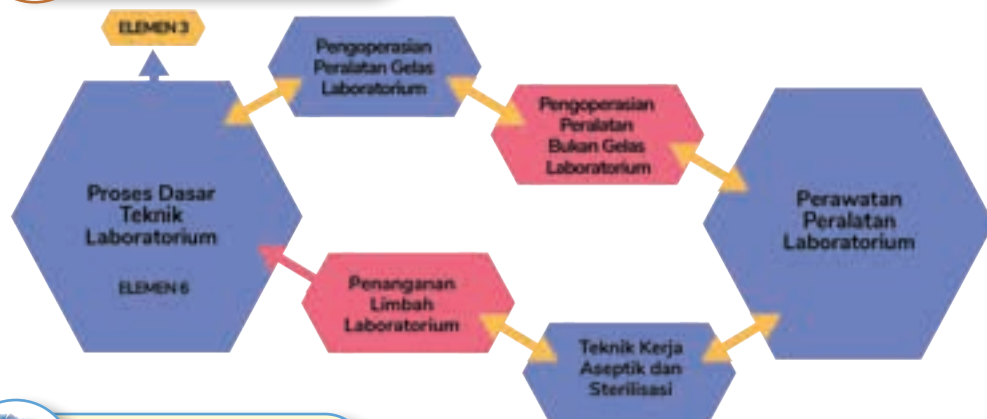 ELEMEN 3
Pengoperasian
Peralatan Gelas
Laboratorium
Pengoperasian
Peralatan
Bukan Gelas
Laboratorium
Proses Dasar
Teknik
Laboratorium
ELEMEN 6
Perawatan
Peralatan
Laboratorium
Penanganan
Limbah
Laboratorium
Teknik Kerja
Aseptik dan
Sterilisasi